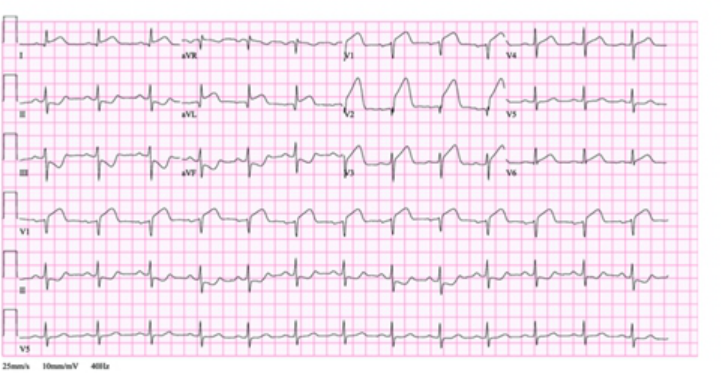 I aVR V1 V4
II aVL V2 V5
III aVF V3 V6
V1
II
V5
25mm/s 10mm/mV 40Hz